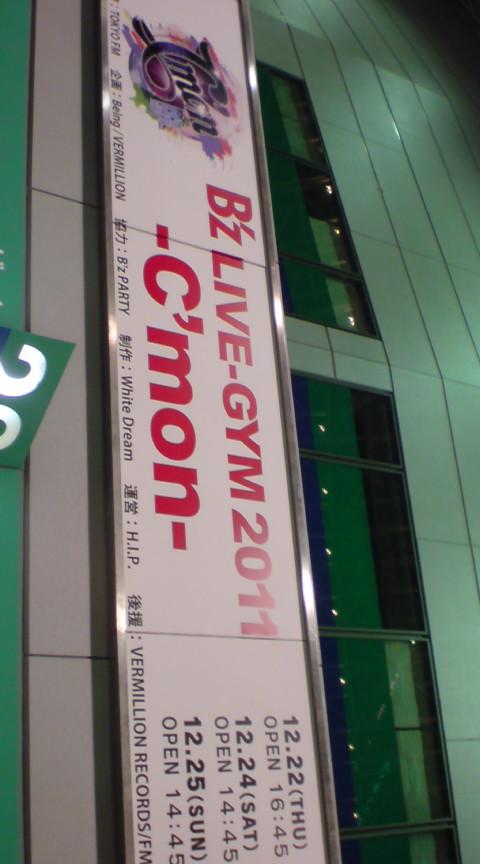 C'mon
B'z LIVE-GYM 2011
-C'mon-
12.22(THU)
OPEN 16:45
12.24(SAT)
OPEN 14:45
12.25(SUN)
OPEN 14:45
: TOKYO FM 企画：Being/VERMILLION 協力：B'z PARTY 制作：White Dream 運営：H.I.P. 後援：VERMILLION RECORDS/FM